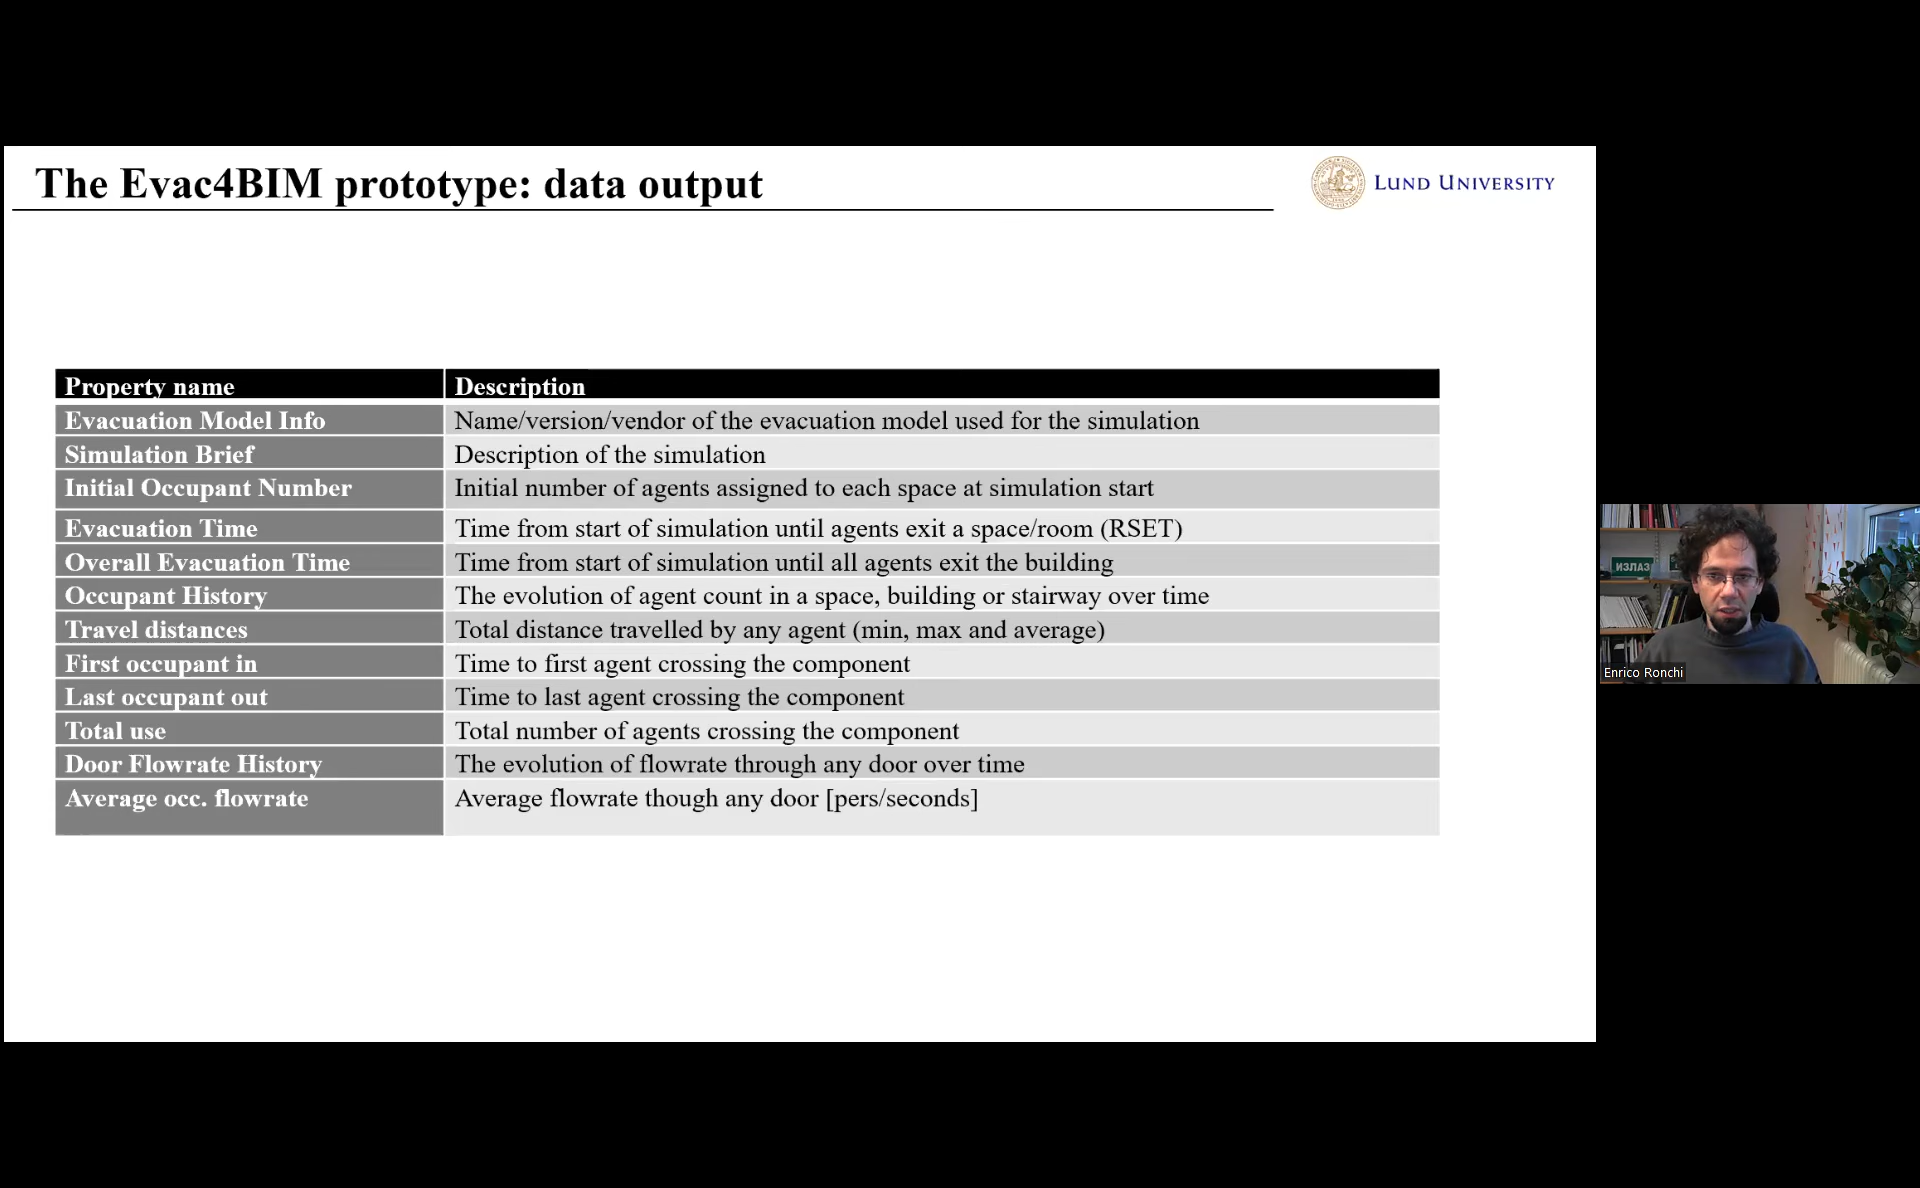 The Evac4BIM prototype: data output
LUND UNIVERSITY
Property name Description
Evacuation Model Info Name/version/vendor of the evacuation model used for the simulation
Simulation Brief Description of the simulation
Initial Occupant Number Initial number of agents assigned to each space at simulation start
Evacuation Time Time from start of simulation until agents exit a space/room (RSET)
Overall Evacuation Time Time from start of simulation until all agents exit the building
Occupant History The evolution of agent count in a space, building or stairway over time
Travel distances Total distance travelled by any agent (min, max and average)
First occupant in Time to first agent crossing the component
Last occupant out Time to last agent crossing the component
Total use Total number of agents crossing the component
Door Flowrate History The evolution of flowrate through any door over time
Average occ. flowrate Average flowrate though any door [pers/seconds]
ИЗЛАЗ
Enrico Ronchi